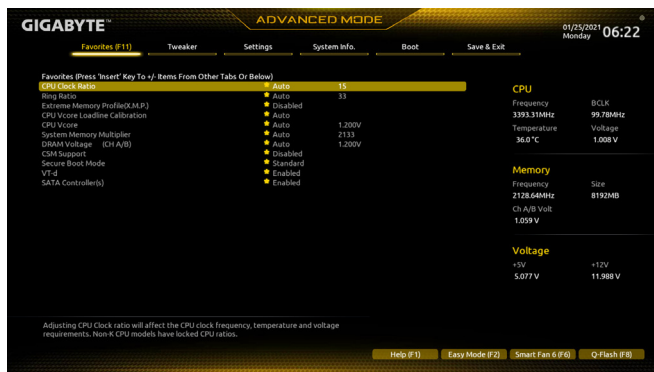 GIGABYTE™
ADVANCED MODE
01/25/2021 Monday 06:22
Favorites (F11) Tweaker Settings System Info. Boot Save & Exit
Favorites (Press 'Insert' Key To +/- Items From Other Tabs Or Below)
CPU Clock Ratio Auto 15
Ring Ratio Auto 33
Extreme Memory Profile(X.M.P.) Disabled
CPU Vcore Loadline Calibration Auto
CPU Vcore Auto 1.200V
System Memory Multiplier Auto 2133
DRAM Voltage (CH A/B) Auto 1.200V
CSM Support Disabled
Secure Boot Mode Standard
VT-d Enabled
SATA Controller(s) Enabled
CPU
Frequency BCLK
3393.31MHz 99.78MHz
Temperature Voltage
36.0 °C 1.008 V
Memory
Frequency Size
2128.64MHz 8192MB
Ch A/B Volt
1.059 V
Voltage
+5V +12V
5.077 V 11.988 V
Adjusting CPU Clock ratio will affect the CPU clock frequency, temperature and voltage
requirements. Non-K CPU models have locked CPU ratios.
Help (F1) Easy Mode (F2) Smart Fan 6 (F6) Q-Flash (F8)